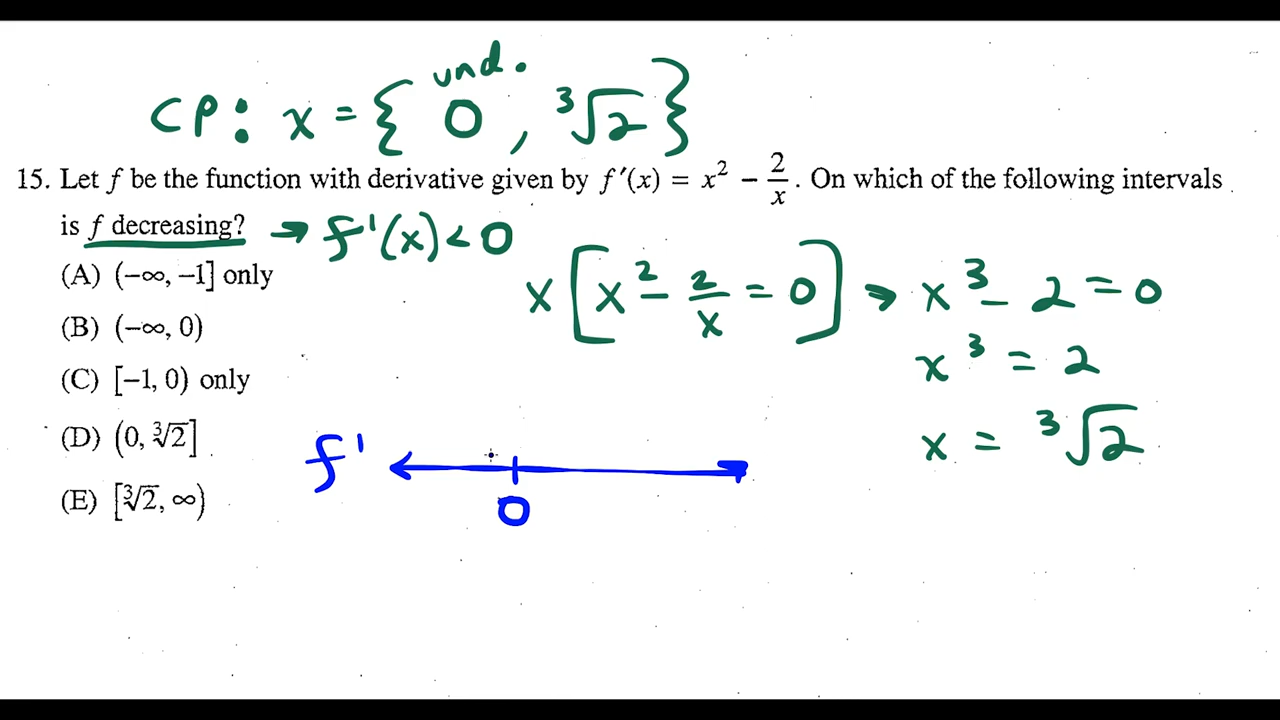 und.
CP: x = { 0 , ∛2 }
15. Let f be the function with derivative given by f′(x) = x² − 2/x. On which of the following intervals
is f decreasing? → f'(x) < 0
x [ x² − 2/x = 0 ] → x³ − 2 = 0
(A) (−∞, −1] only
(B) (−∞, 0)
x³ = 2
(C) [−1, 0) only
(D) (0, ∛2]
x = ∛2
f'
(E) [∛2, ∞)
0